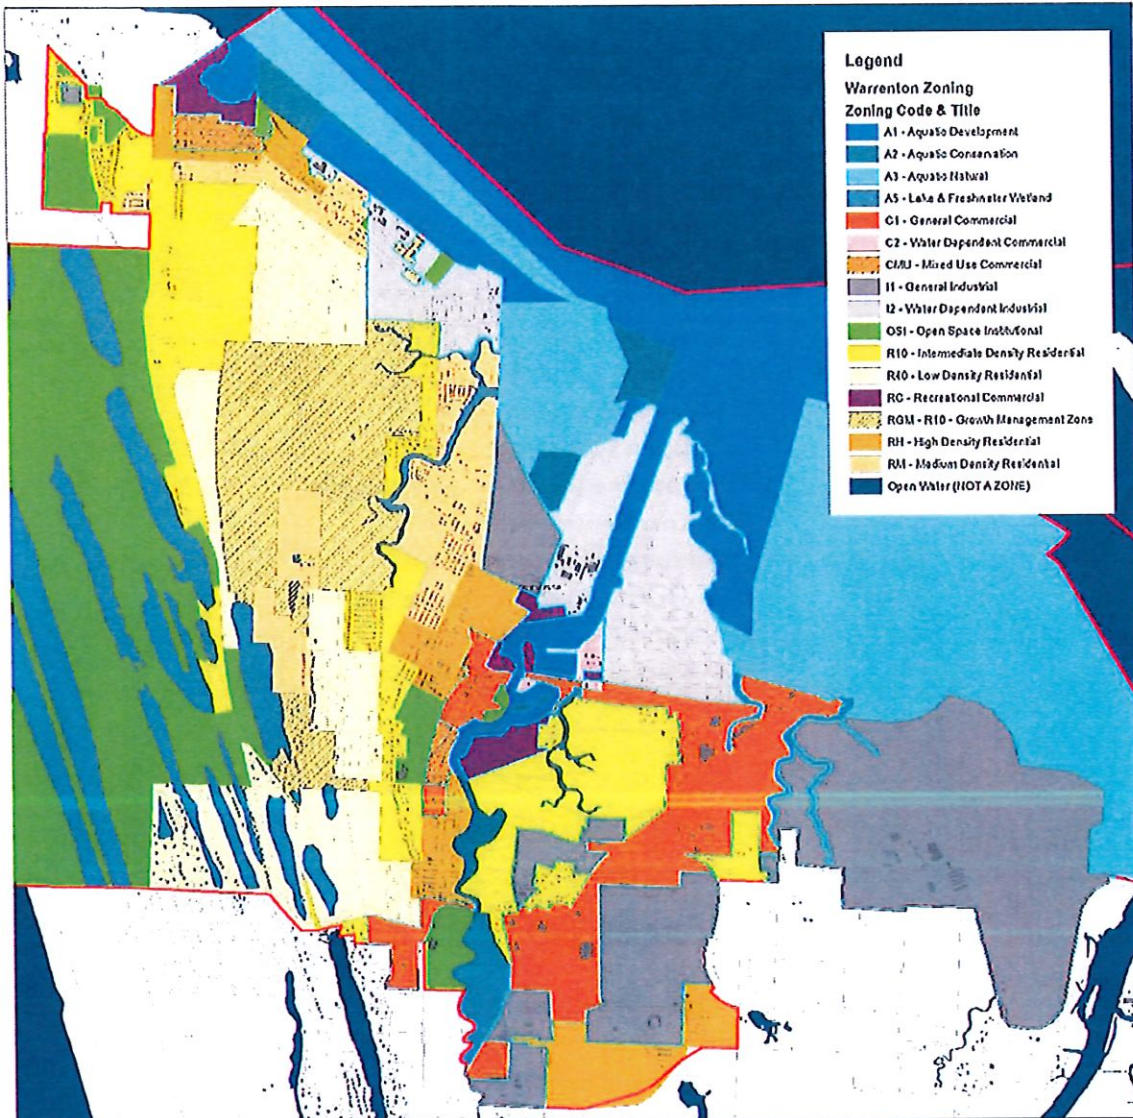 Legend
Warrenton Zoning
Zoning Code & Title
A1 - Aquatic Development
A2 - Aquatic Conservation
A3 - Aquatic Natural
A5 - Lake & Freshwater Wetland
C1 - General Commercial
C2 - Water Dependent Commercial
CMU - Mixed Use Commercial
I1 - General Industrial
I2 - Water Dependent Industrial
OSI - Open Space Institutional
R10 - Intermediate Density Residential
R40 - Low Density Residential
RC - Recreational Commercial
RGM - R10 - Growth Management Zone
RH - High Density Residential
RM - Medium Density Residential
Open Water (NOT A ZONE)